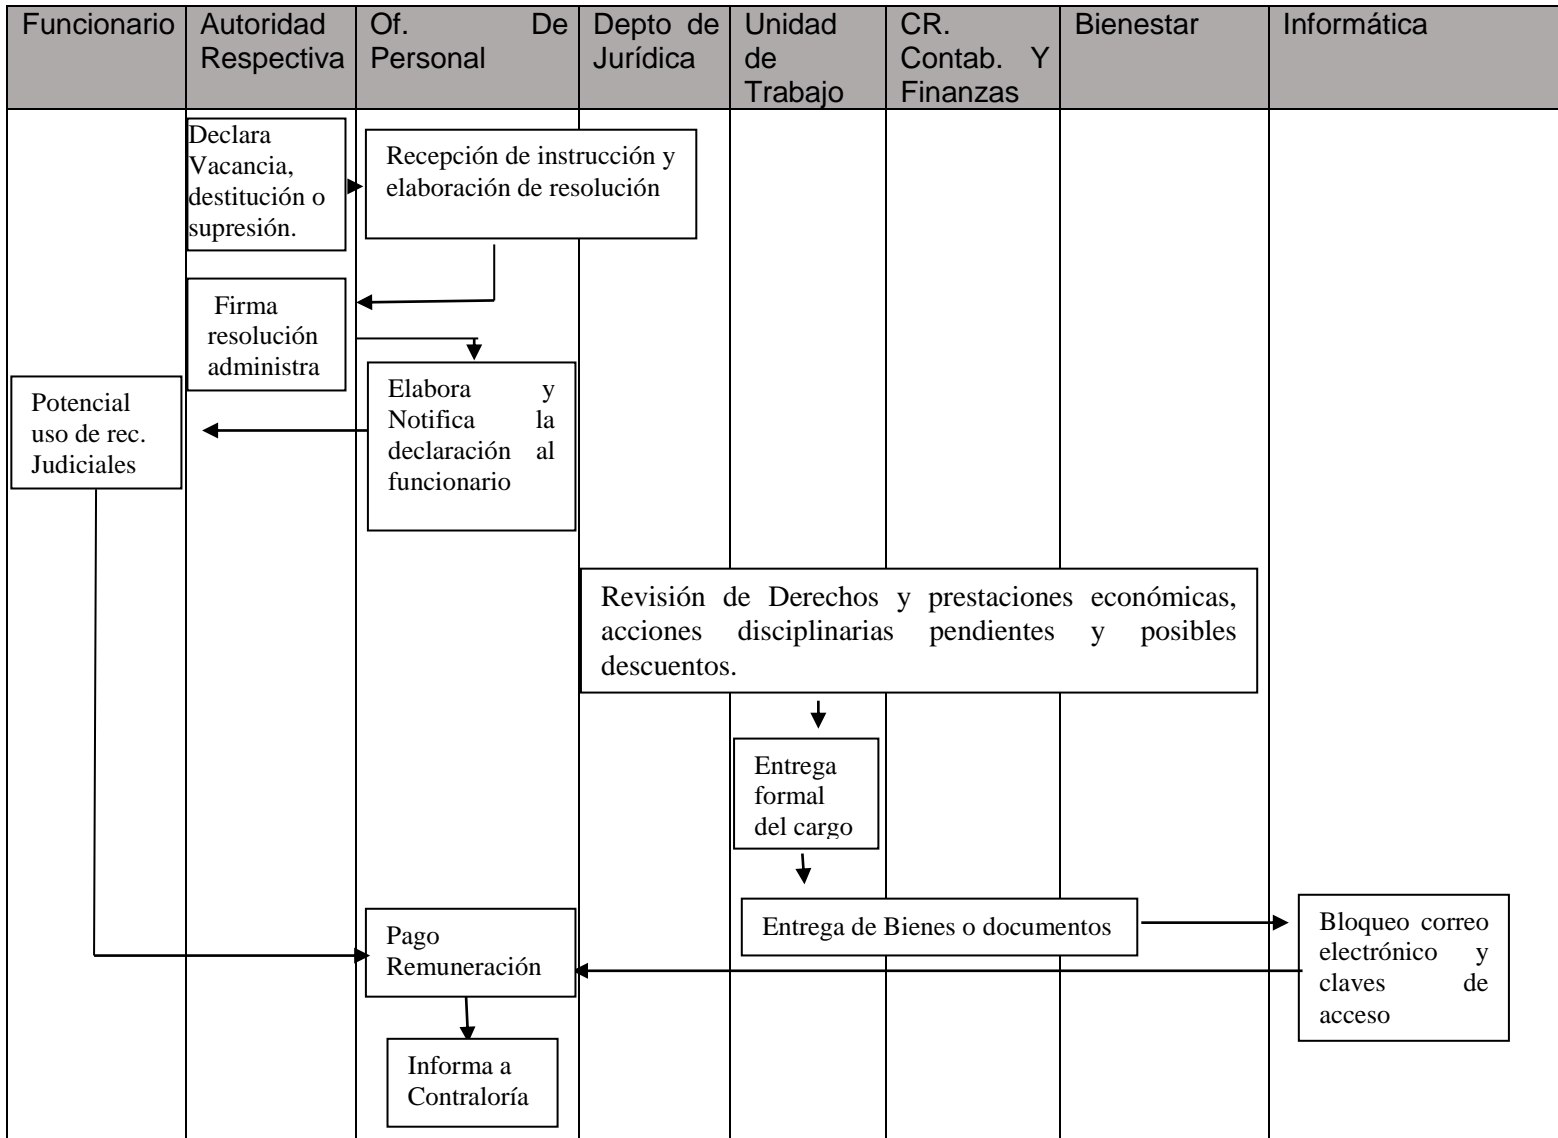 Funcionario
Autoridad
Respectiva
Of. De
Personal
Depto de
Jurídica
Unidad
de
Trabajo
CR.
Contab. Y
Finanzas
Bienestar
Informática
Declara
Vacancia,
destitución o
supresión.
Recepción de instrucción y
elaboración de resolución
Firma
resolución
administra
Potencial
uso de rec.
Judiciales
Elabora y
Notifica la
declaración al
funcionario
Revisión de Derechos y prestaciones económicas,
acciones disciplinarias pendientes y posibles
descuentos.
Entrega
formal
del cargo
Entrega de Bienes o documentos
Bloqueo correo
electrónico y
claves de
acceso
Pago
Remuneración
Informa a
Contraloría